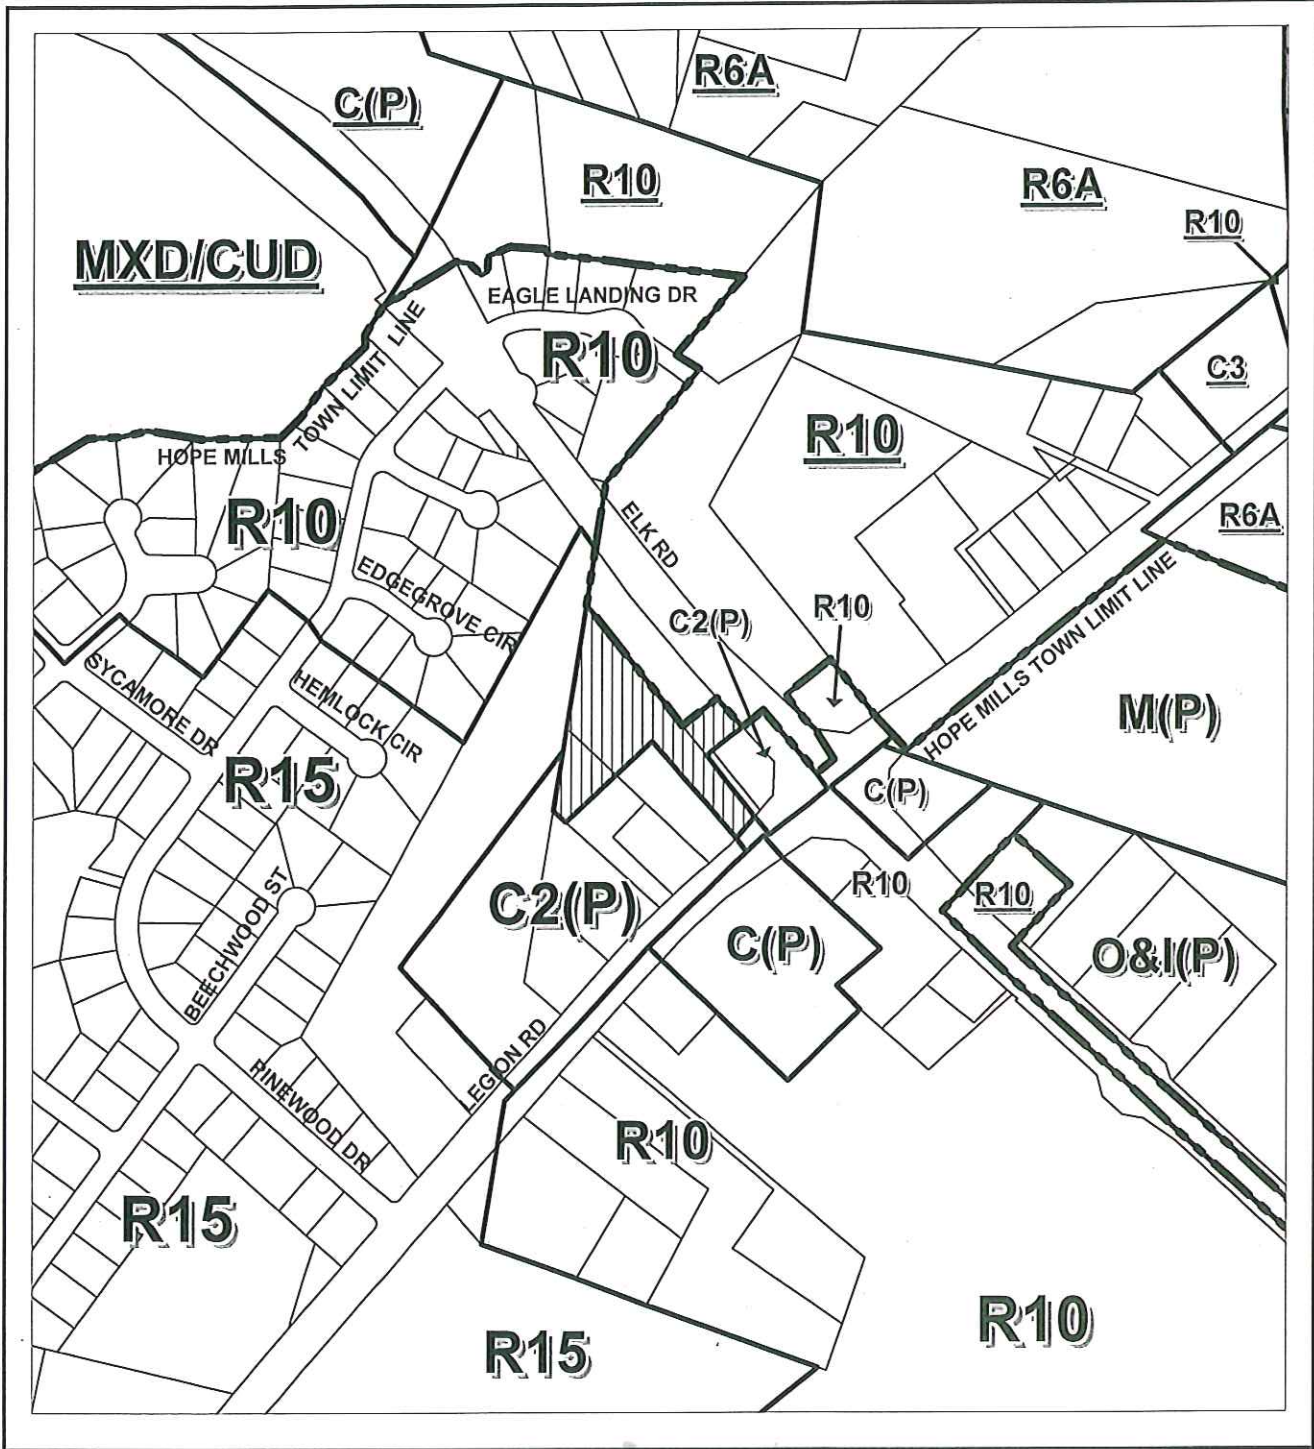 R6A
C(P)
R10
R6A
R10
MXD/CUD
EAGLE LANDING DR
R10
TOWN LIMIT LINE
C3
R10
HOPE MILLS
R10
R6A
ELK RD
EDGEGROVE CIR
R10
C2(P)
HOPE MILLS TOWN LIMIT LINE
SYCAMORE DR
HEMLOCK CIR
M(P)
R15
C(P)
BEECHWOOD ST
C2(P)
R10
R10
C(P)
O&I(P)
LEGION RD
PINEWOOD DR
R10
R15
R10
R15